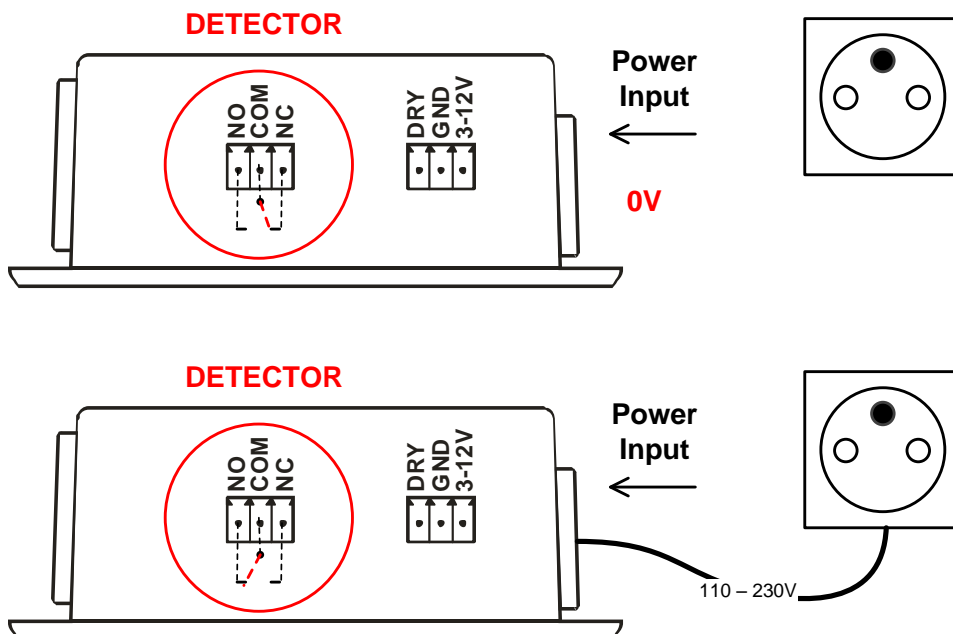 DETECTOR
Power
Input
NO
COM
NC
DRY
GND
3-12V
0V
DETECTOR
Power
Input
NO
COM
NC
DRY
GND
3-12V
110 – 230V